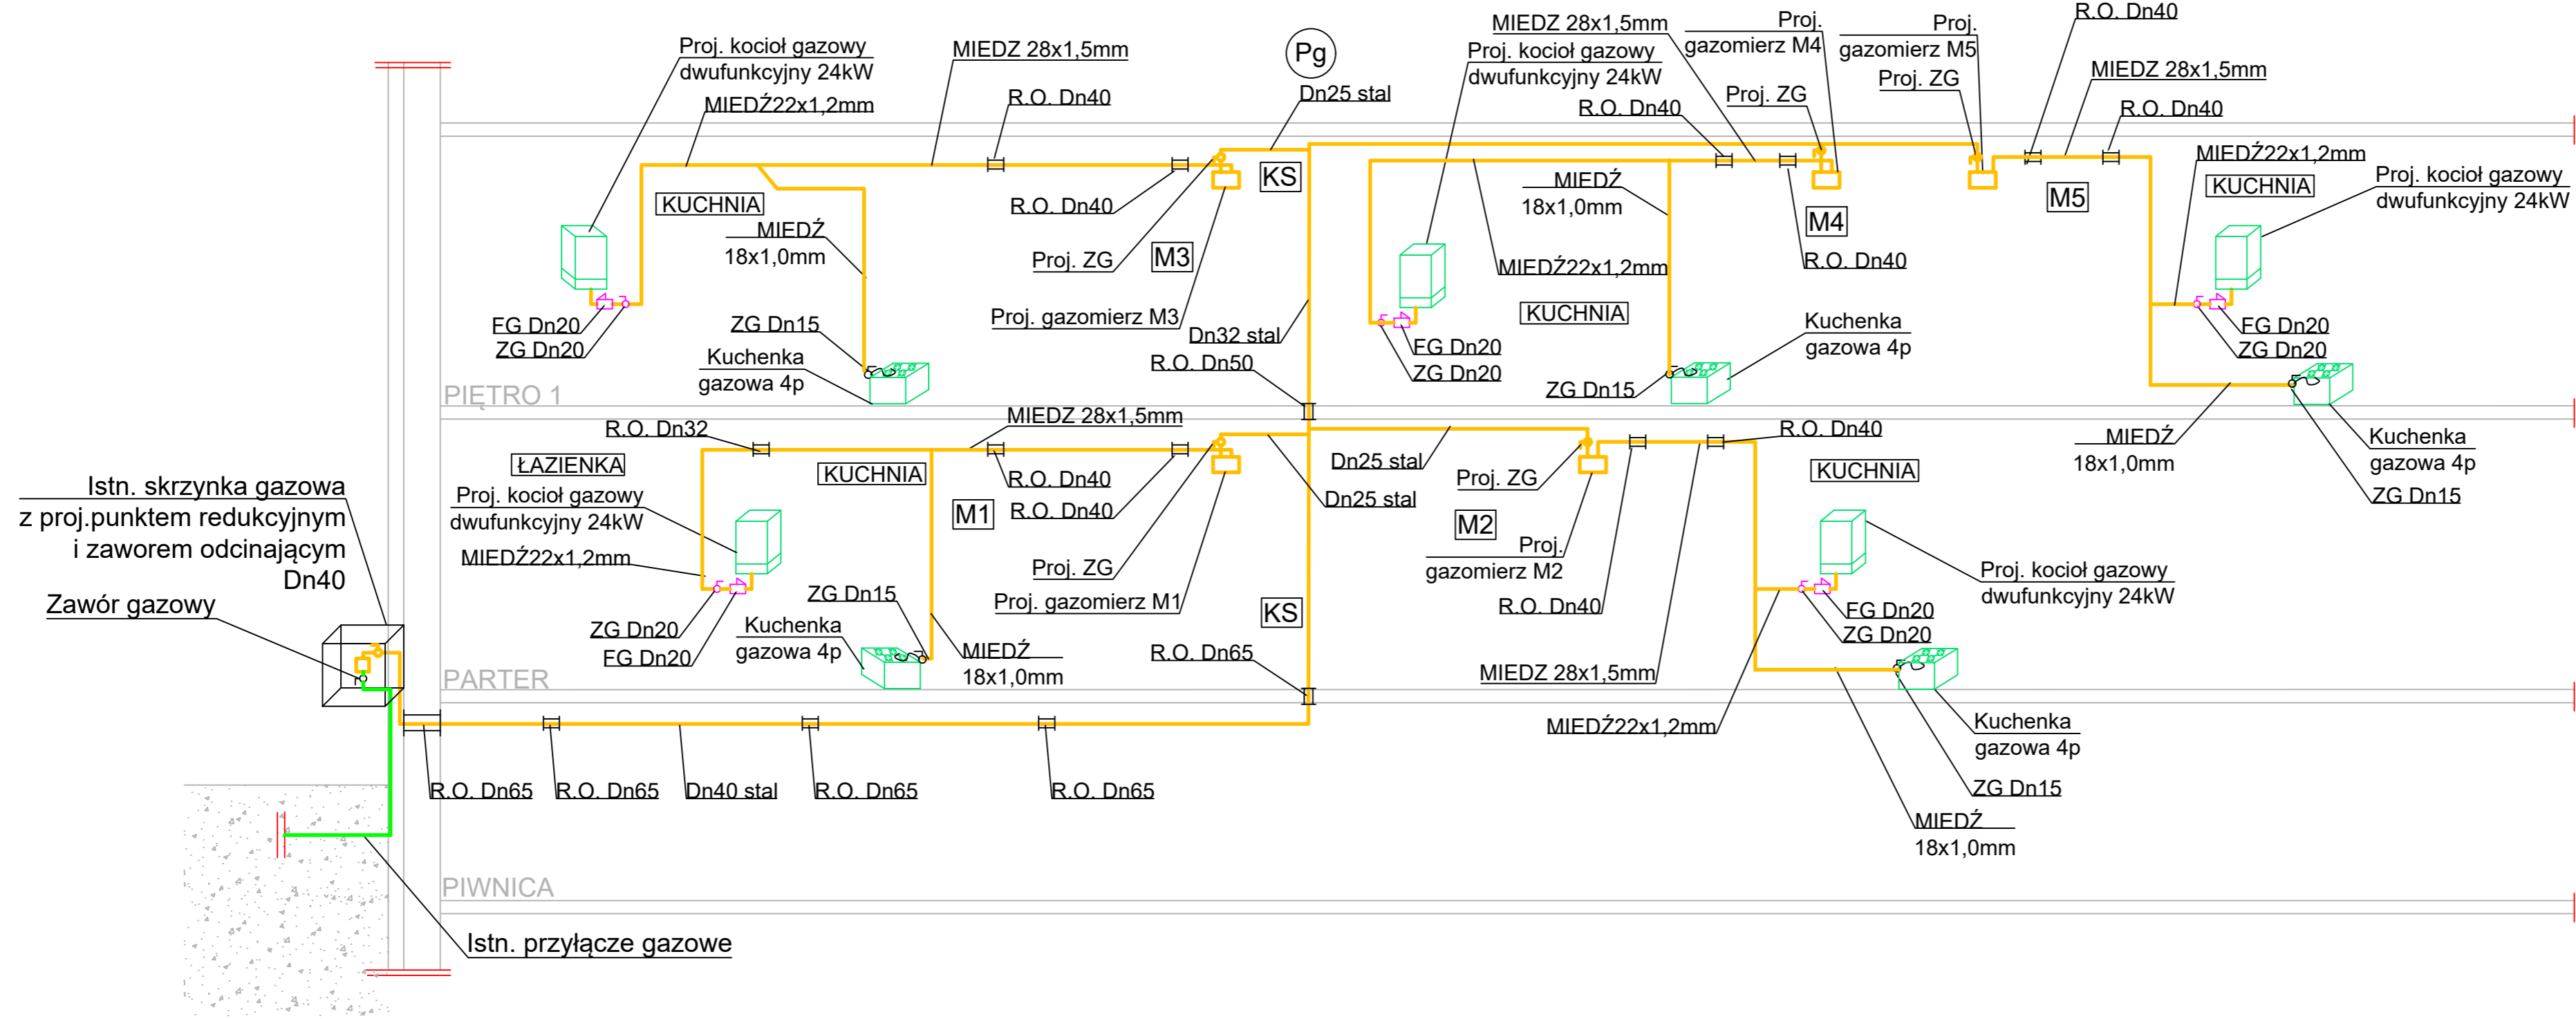 Proj. kocioł gazowy
dwufunkcyjny 24kW
MIEDŹ22x1,2mm
MIEDZ 28x1,5mm
R.O. Dn40
Pg
Dn25 stal
KS
MIEDZ 28x1,5mm
Proj. kocioł gazowy
dwufunkcyjny 24kW
Proj.
gazomierz M4
Proj.
gazomierz M5
Proj. ZG
Proj. ZG
R.O. Dn40
R.O. Dn40
MIEDZ 28x1,5mm
R.O. Dn40
MIEDŹ22x1,2mm
KUCHNIA
Proj. kocioł gazowy
dwufunkcyjny 24kW
KUCHNIA
MIEDŹ
18x1,0mm
R.O. Dn40
Proj. ZG
M3
Proj. gazomierz M3
Dn32 stal
R.O. Dn50
MIEDŹ
18x1,0mm
MIEDŹ22x1,2mm
KUCHNIA
M4
R.O. Dn40
M5
FG Dn20
ZG Dn20
ZG Dn15
Kuchenka
gazowa 4p
FG Dn20
ZG Dn20
ZG Dn15
Kuchenka
gazowa 4p
FG Dn20
ZG Dn20
MIEDŹ
18x1,0mm
Kuchenka
gazowa 4p
ZG Dn15
PIĘTRO 1
R.O. Dn32
MIEDZ 28x1,5mm
ŁAZIENKA
KUCHNIA
Proj. kocioł gazowy
dwufunkcyjny 24kW
MIEDŹ22x1,2mm
M1
R.O. Dn40
R.O. Dn40
Proj. ZG
Proj. gazomierz M1
Dn25 stal
Dn25 stal
KS
R.O. Dn65
Proj. ZG
M2
Proj.
gazomierz M2
R.O. Dn40
MIEDZ 28x1,5mm
R.O. Dn40
KUCHNIA
Proj. kocioł gazowy
dwufunkcyjny 24kW
FG Dn20
ZG Dn20
MIEDŹ22x1,2mm
Kuchenka
gazowa 4p
ZG Dn15
MIEDŹ
18x1,0mm
ZG Dn20
FG Dn20
Kuchenka
gazowa 4p
ZG Dn15
MIEDŹ
18x1,0mm
Istn. skrzynka gazowa
z proj.punktem redukcyjnym
i zaworem odcinającym
Dn40
Zawór gazowy
PARTER
R.O. Dn65
R.O. Dn65
Dn40 stal
R.O. Dn65
R.O. Dn65
PIWNICA
Istn. przyłącze gazowe